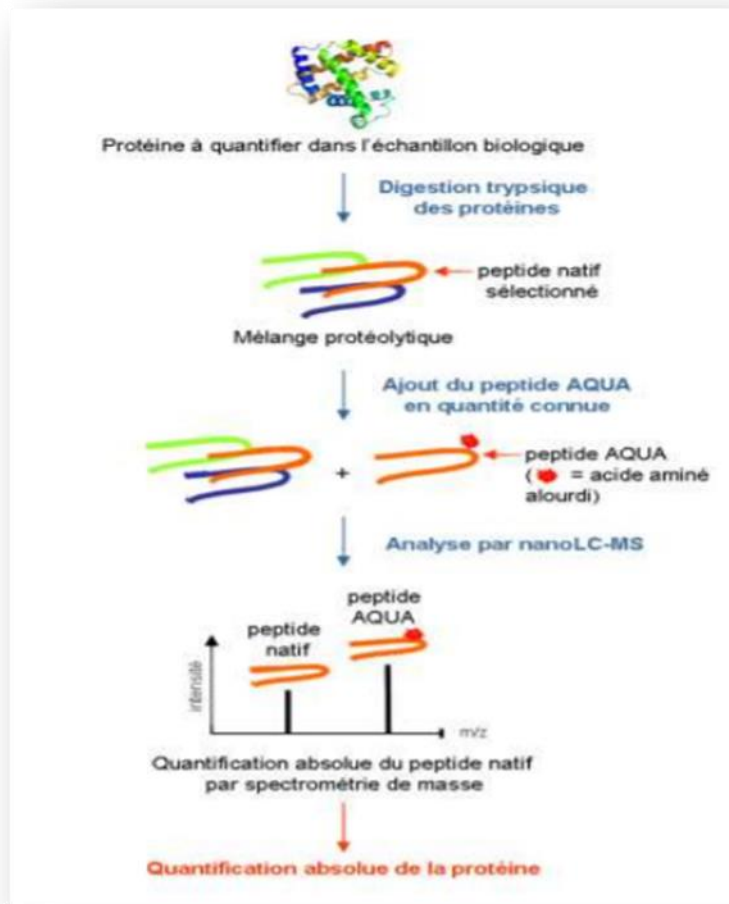 Protéine à quantifier dans l'échantillon biologique
Digestion trypsique
des protéines
peptide natif
sélectionné
Mélange protéolytique
Ajout du peptide AQUA
en quantité connue
+
peptide AQUA
( = acide aminé
alourdi)
Analyse par nanoLC-MS
peptide
AQUA
peptide
natif
intensité
m/z
Quantification absolue du peptide natif
par spectrométrie de masse
Quantification absolue de la protéine